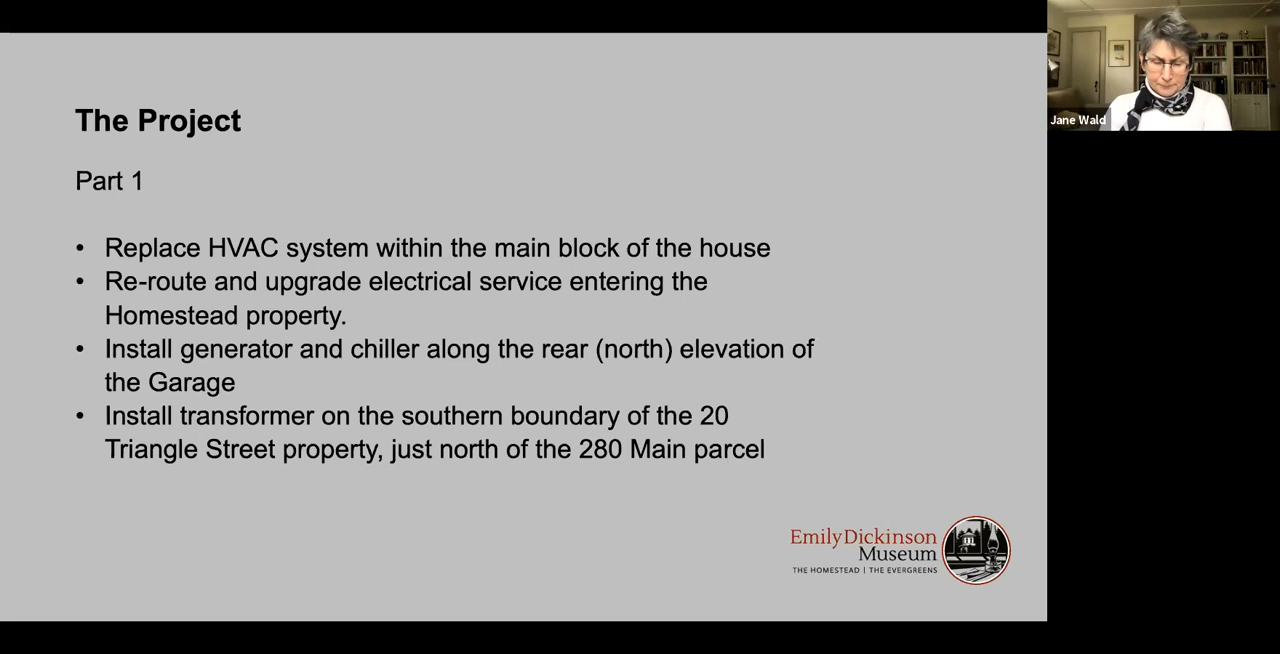 The Project
Part 1
• Replace HVAC system within the main block of the house
• Re-route and upgrade electrical service entering the
Homestead property.
• Install generator and chiller along the rear (north) elevation of
the Garage
• Install transformer on the southern boundary of the 20
Triangle Street property, just north of the 280 Main parcel
EmilyDickinson
Museum
THE HOMESTEAD | THE EVERGREENS
Jane Wald